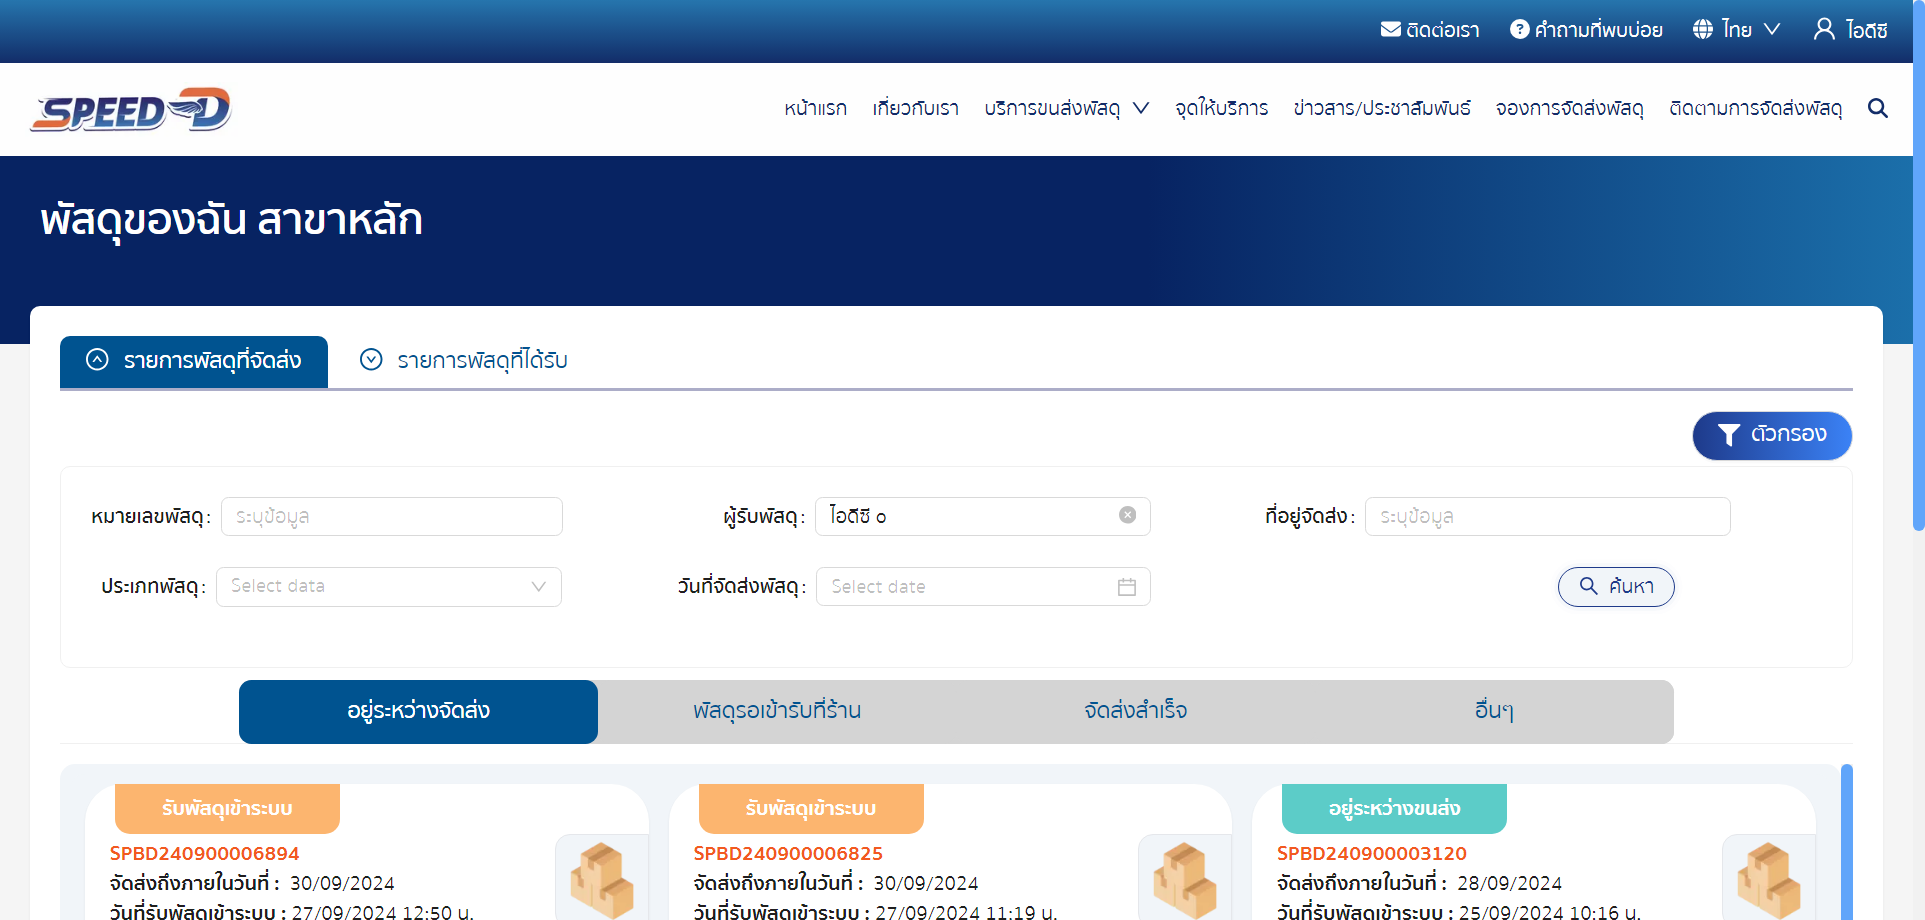 ติดต่อเรา คำถามที่พบบ่อย ไทย ไอดีซี
SPEED-D หน้าแรก เกี่ยวกับเรา บริการขนส่งพัสดุ จุดให้บริการ ข่าวสาร/ประชาสัมพันธ์ จองการจัดส่งพัสดุ ติดตามการจัดส่งพัสดุ
พัสดุของฉัน สาขาหลัก
รายการพัสดุที่จัดส่ง รายการพัสดุที่ได้รับ
ตัวกรอง
หมายเลขพัสดุ : ระบุข้อมูล ผู้รับพัสดุ : ไอดีซี ๐ ที่อยู่จัดส่ง : ระบุข้อมูล
ประเภทพัสดุ : Select data วันที่จัดส่งพัสดุ : Select date ค้นหา
อยู่ระหว่างจัดส่ง พัสดุรอเข้ารับที่ร้าน จัดส่งสำเร็จ อื่นๆ
รับพัสดุเข้าระบบ รับพัสดุเข้าระบบ อยู่ระหว่างขนส่ง
SPBD240900006894 SPBD240900006825 SPBD240900003120
จัดส่งถึงภายในวันที่ : 30/09/2024 จัดส่งถึงภายในวันที่ : 30/09/2024 จัดส่งถึงภายในวันที่ : 28/09/2024
วันที่รับพัสดุเข้าระบบ : 27/09/2024 12:50 น. วันที่รับพัสดุเข้าระบบ : 27/09/2024 11:19 น. วันที่รับพัสดุเข้าระบบ : 25/09/2024 10:16 น.